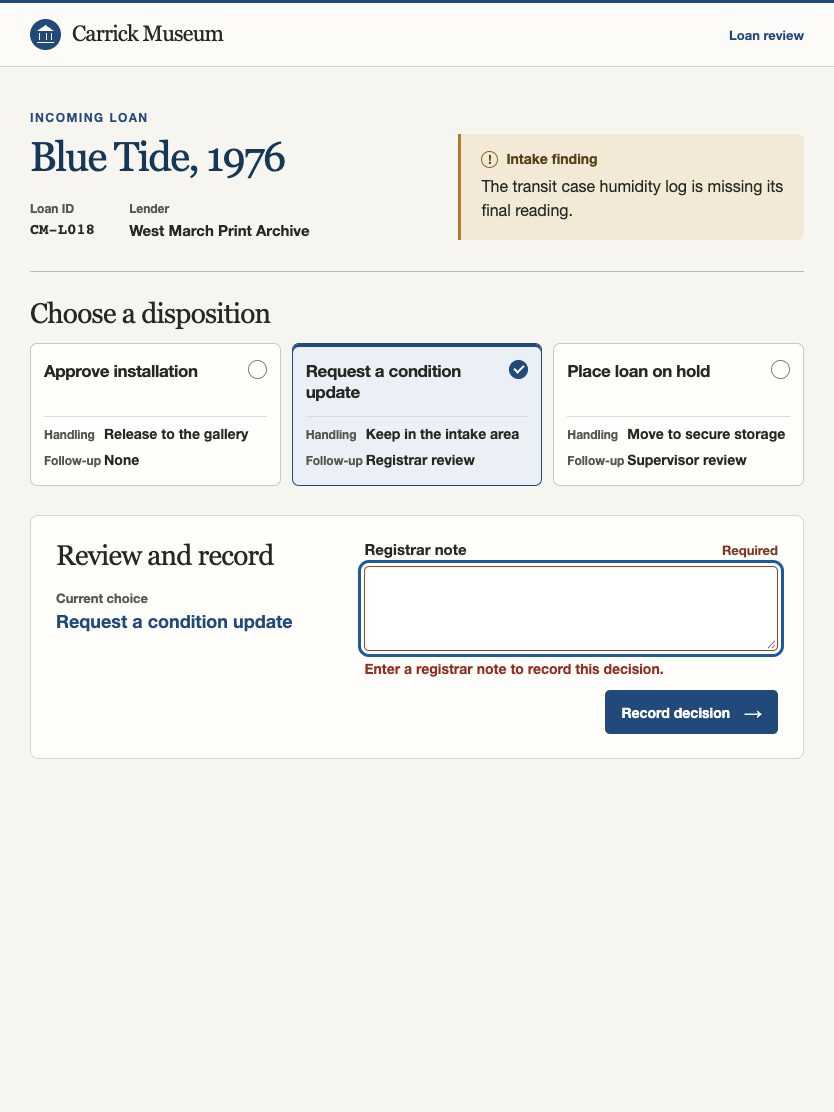 Carrick Museum
Loan review
INCOMING LOAN
Blue Tide, 1976
Loan ID
CM-L018
Lender
West March Print Archive
Intake finding
The transit case humidity log is missing its
final reading.
Choose a disposition
Approve installation
Handling Release to the gallery
Follow-up None
Request a condition
update
Handling Keep in the intake area
Follow-up Registrar review
Place loan on hold
Handling Move to secure storage
Follow-up Supervisor review
Review and record
Current choice
Request a condition update
Registrar note
Required
Enter a registrar note to record this decision.
Record decision →